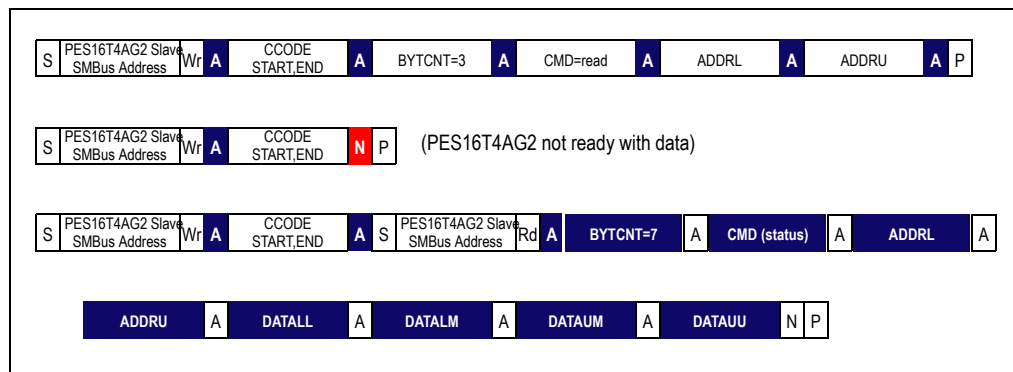 S PES16T4AG2 Slave SMBus Address Wr A CCODE START,END A BYTCNT=3 A CMD=read A ADDRL A ADDRU A P
S PES16T4AG2 Slave SMBus Address Wr A CCODE START,END N P (PES16T4AG2 not ready with data)
S PES16T4AG2 Slave SMBus Address Wr A CCODE START,END A S PES16T4AG2 Slave SMBus Address Rd A BYTCNT=7 A CMD (status) A ADDRL A
ADDRU A DATALL A DATALM A DATAUM A DATAUU N P